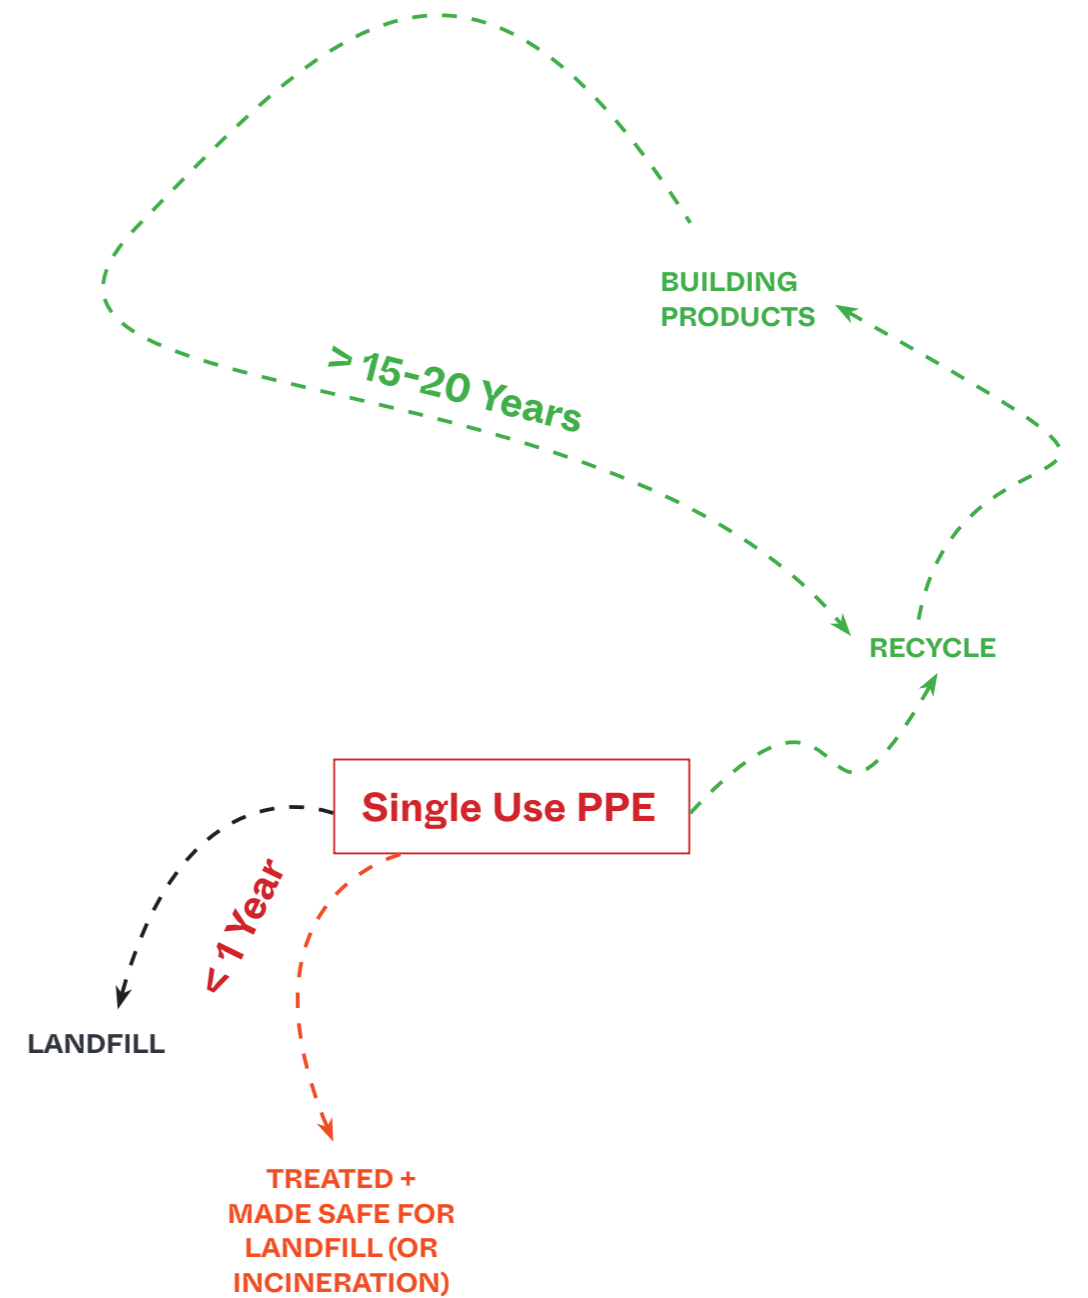 BUILDING
PRODUCTS
> 15-20 Years
RECYCLE
Single Use PPE
< 1 Year
LANDFILL
TREATED +
MADE SAFE FOR
LANDFILL (OR
INCINERATION)